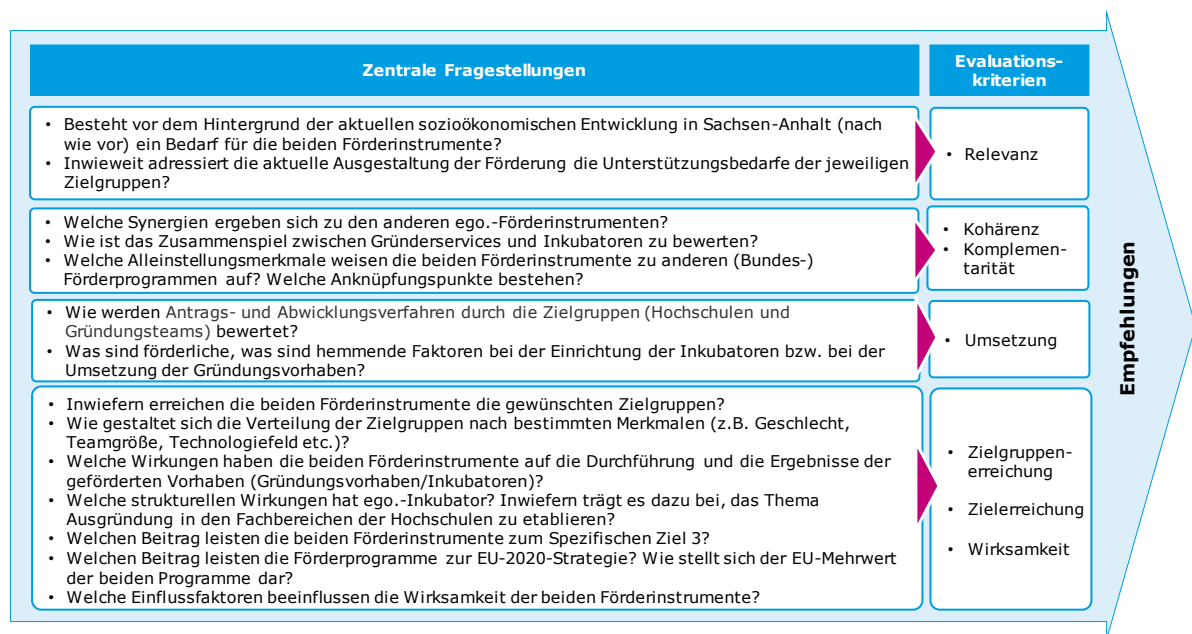 Zentrale Fragestellungen
Evaluations-
kriterien
• Besteht vor dem Hintergrund der aktuellen sozioökonomischen Entwicklung in Sachsen-Anhalt (nach
wie vor) ein Bedarf für die beiden Förderinstrumente?
• Inwieweit adressiert die aktuelle Ausgestaltung der Förderung die Unterstützungsbedarfe der jeweiligen
Zielgruppen?
• Relevanz
• Welche Synergien ergeben sich zu den anderen ego.-Förderinstrumenten?
• Wie ist das Zusammenspiel zwischen Gründerservices und Inkubatoren zu bewerten?
• Welche Alleinstellungsmerkmale weisen die beiden Förderinstrumente zu anderen (Bundes-)
Förderprogrammen auf? Welche Anknüpfungspunkte bestehen?
• Kohärenz
• Komplemen-
tarität
• Wie werden Antrags- und Abwicklungsverfahren durch die Zielgruppen (Hochschulen und
Gründungsteams) bewertet?
• Was sind förderliche, was sind hemmende Faktoren bei der Einrichtung der Inkubatoren bzw. bei der
Umsetzung der Gründungsvorhaben?
• Umsetzung
• Inwiefern erreichen die beiden Förderinstrumente die gewünschten Zielgruppen?
• Wie gestaltet sich die Verteilung der Zielgruppen nach bestimmten Merkmalen (z.B. Geschlecht,
Teamgröße, Technologiefeld etc.)?
• Welche Wirkungen haben die beiden Förderinstrumente auf die Durchführung und die Ergebnisse der
geförderten Vorhaben (Gründungsvorhaben/Inkubatoren)?
• Welche strukturellen Wirkungen hat ego.-Inkubator? Inwiefern trägt es dazu bei, das Thema
Ausgründung in den Fachbereichen der Hochschulen zu etablieren?
• Welchen Beitrag leisten die beiden Förderinstrumente zum Spezifischen Ziel 3?
• Welchen Beitrag leisten die Förderprogramme zur EU-2020-Strategie? Wie stellt sich der EU-Mehrwert
der beiden Programme dar?
• Welche Einflussfaktoren beeinflussen die Wirksamkeit der beiden Förderinstrumente?
• Zielgruppen-
erreichung
• Zielerreichung
• Wirksamkeit
Empfehlungen